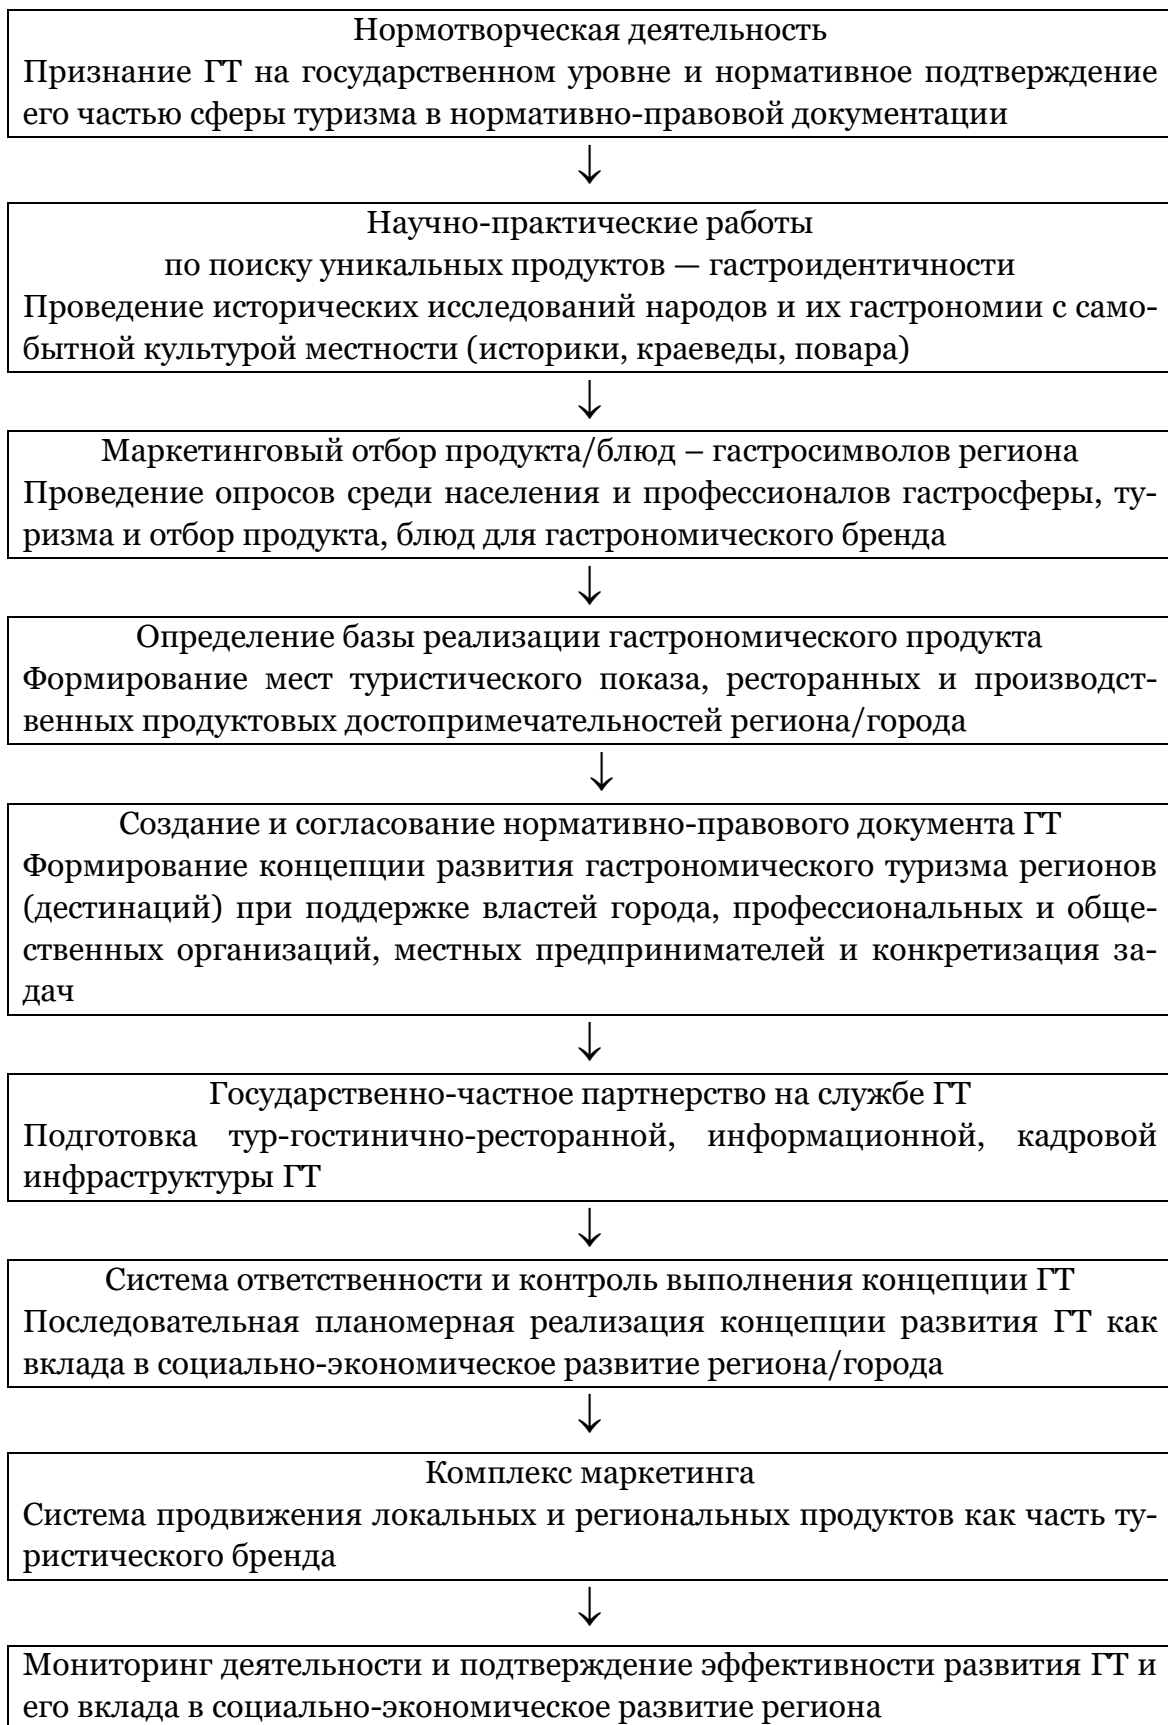 Нормотворческая деятельность
Признание ГТ на государственном уровне и нормативное подтверждение
его частью сферы туризма в нормативно-правовой документации
↓
Научно-практические работы
по поиску уникальных продуктов — гастроидентичности
Проведение исторических исследований народов и их гастрономии с само-
бытной культурой местности (историки, краеведы, повара)
↓
Маркетинговый отбор продукта/блюд – гастросимволов региона
Проведение опросов среди населения и профессионалов гастросферы, ту-
ризма и отбор продукта, блюд для гастрономического бренда
↓
Определение базы реализации гастрономического продукта
Формирование мест туристического показа, ресторанных и производст-
венных продуктовых достопримечательностей региона/города
↓
Создание и согласование нормативно-правового документа ГТ
Формирование концепции развития гастрономического туризма регионов
(дестинаций) при поддержке властей города, профессиональных и обще-
ственных организаций, местных предпринимателей и конкретизация за-
дач
↓
Государственно-частное партнерство на службе ГТ
Подготовка тур-гостинично-ресторанной, информационной, кадровой
инфраструктуры ГТ
↓
Система ответственности и контроль выполнения концепции ГТ
Последовательная планомерная реализация концепции развития ГТ как
вклада в социально-экономическое развитие региона/города
↓
Комплекс маркетинга
Система продвижения локальных и региональных продуктов как часть ту-
ристического бренда
↓
Мониторинг деятельности и подтверждение эффективности развития ГТ и
его вклада в социально-экономическое развитие региона